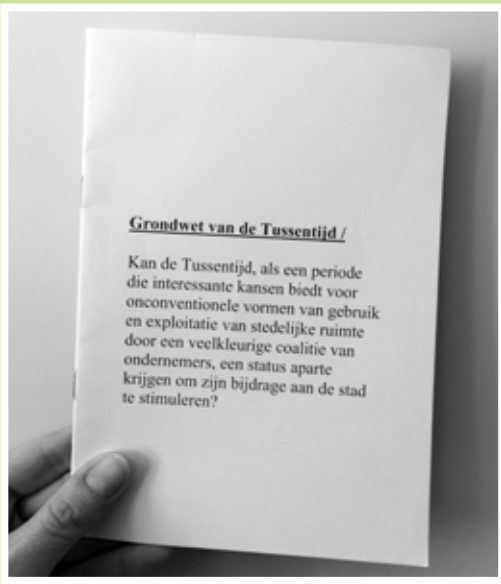 Grondwet van de Tussentijd /
Kan de Tussentijd, als een periode
die interessante kansen biedt voor
onconventionele vormen van gebruik
en exploitatie van stedelijke ruimte
door een veelkleurige coalitie van
ondernemers, een status aparte
krijgen om zijn bijdrage aan de stad
te stimuleren?